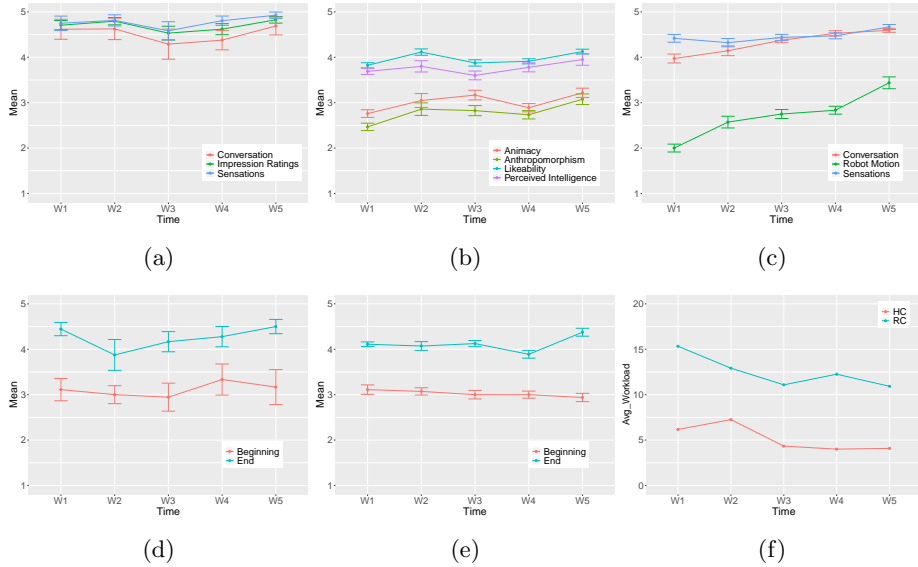 5
4
3
2
1
Mean
W1 W2 W3 W4 W5
Time
Conversation
Impression Ratings
Sensations
(a)
5
4
3
2
1
Mean
W1 W2 W3 W4 W5
Time
Animacy
Anthropomorphism
Likeability
Perceived Intelligence
(b)
5
4
3
2
1
Mean
W1 W2 W3 W4 W5
Time
Conversation
Robot Motion
Sensations
(c)
5
4
3
2
1
Mean
W1 W2 W3 W4 W5
Time
Beginning
End
(d)
5
4
3
2
1
Mean
W1 W2 W3 W4 W5
Time
Beginning
End
(e)
20
15
10
5
0
Avg_Workload
W1 W2 W3 W4 W5
Time
HC
RC
(f)